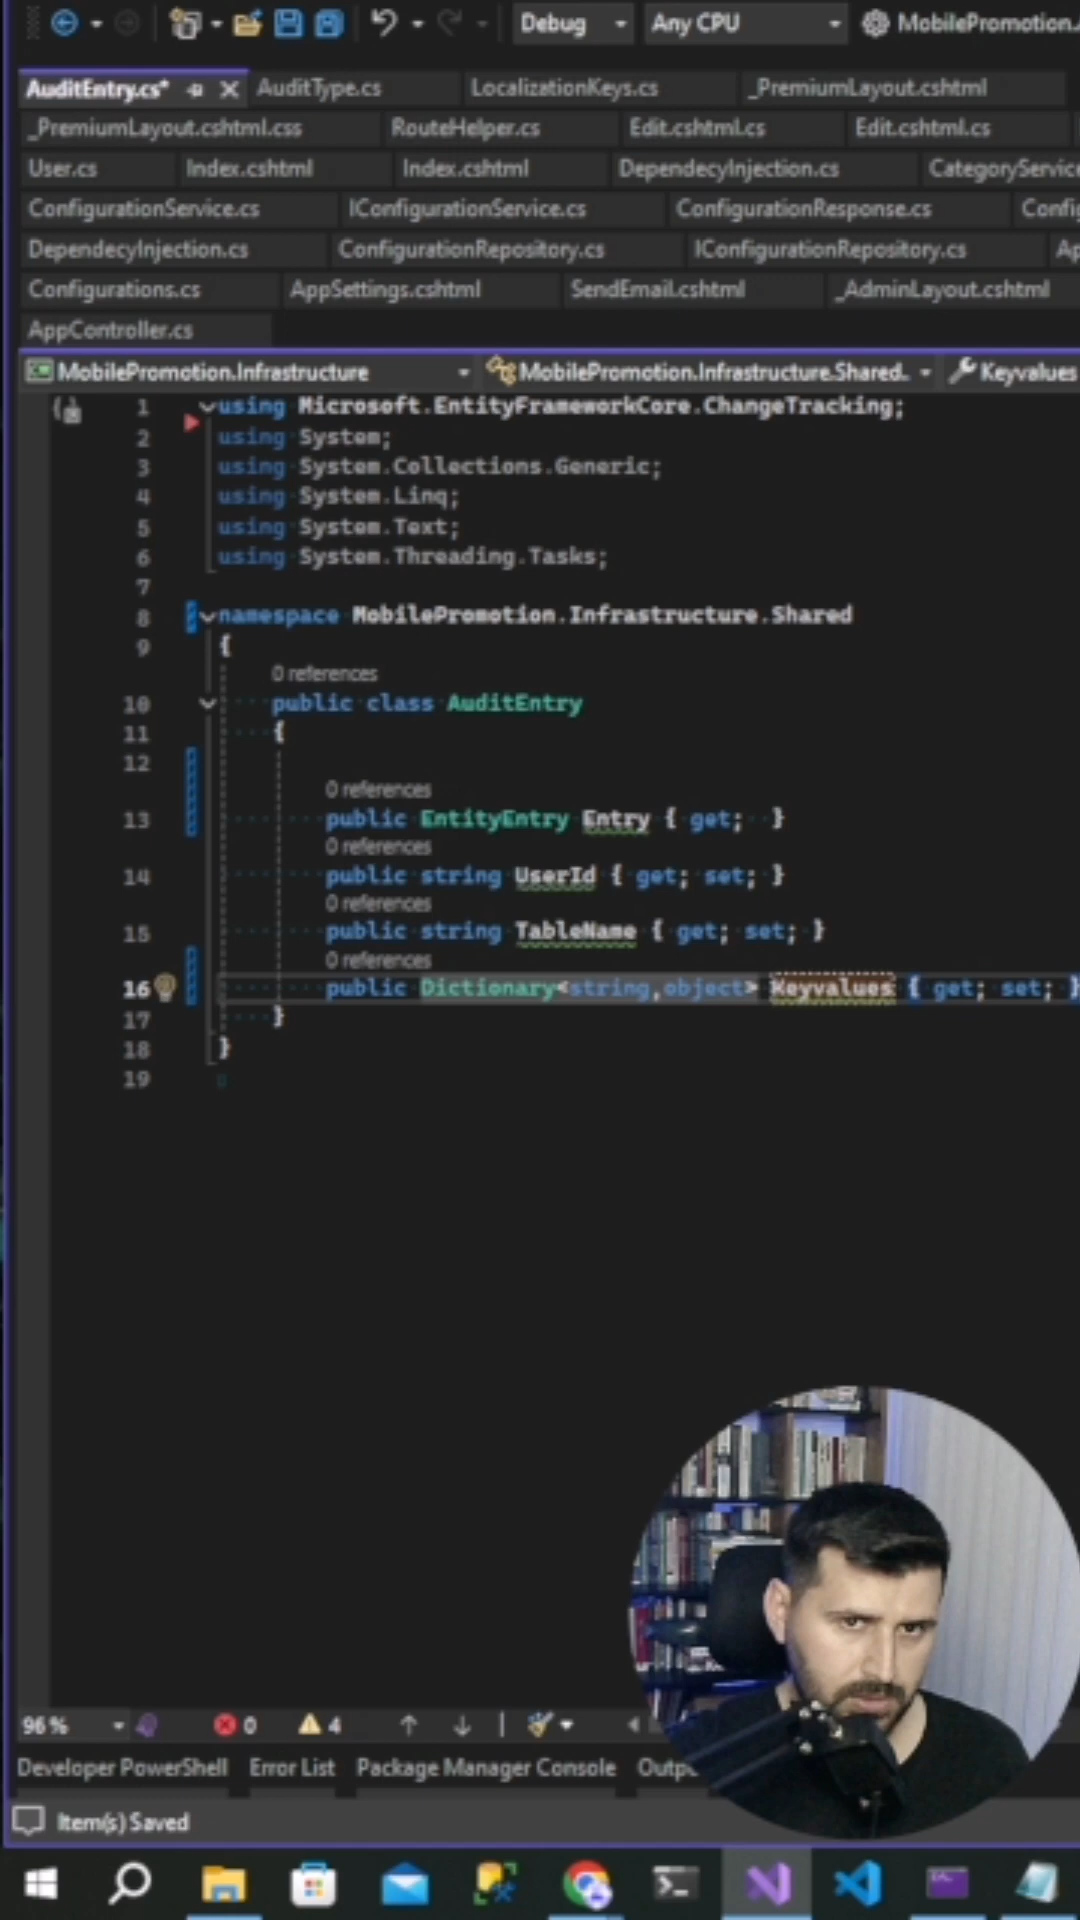 Debug Any CPU MobilePromotion.
AuditEntry.cs* AuditType.cs LocalizationKeys.cs _PremiumLayout.cshtml
_PremiumLayout.cshtml.css RouteHelper.cs Edit.cshtml.cs Edit.cshtml.cs
User.cs Index.cshtml Index.cshtml DependecyInjection.cs CategoryService
ConfigurationService.cs IConfigurationService.cs ConfigurationResponse.cs Config
DependecyInjection.cs ConfigurationRepository.cs IConfigurationRepository.cs Ap
Configurations.cs AppSettings.cshtml SendEmail.cshtml _AdminLayout.cshtml
AppController.cs
MobilePromotion.Infrastructure MobilePromotion.Infrastructure.Shared. Keyvalues
1 using Microsoft.EntityFrameworkCore.ChangeTracking;
2 using System;
3 using System.Collections.Generic;
4 using System.Linq;
5 using System.Text;
6 using System.Threading.Tasks;
7
8 namespace MobilePromotion.Infrastructure.Shared
9 {
0 references
10 public class AuditEntry
11 {
12
0 references
13 public EntityEntry Entry { get; }
0 references
14 public string UserId { get; set; }
0 references
15 public string TableName { get; set; }
0 references
16 public Dictionary<string,object> Keyvalues { get; set; }
17 }
18 }
19
96 % 0 4
Developer PowerShell Error List Package Manager Console Outp
Item(s) Saved